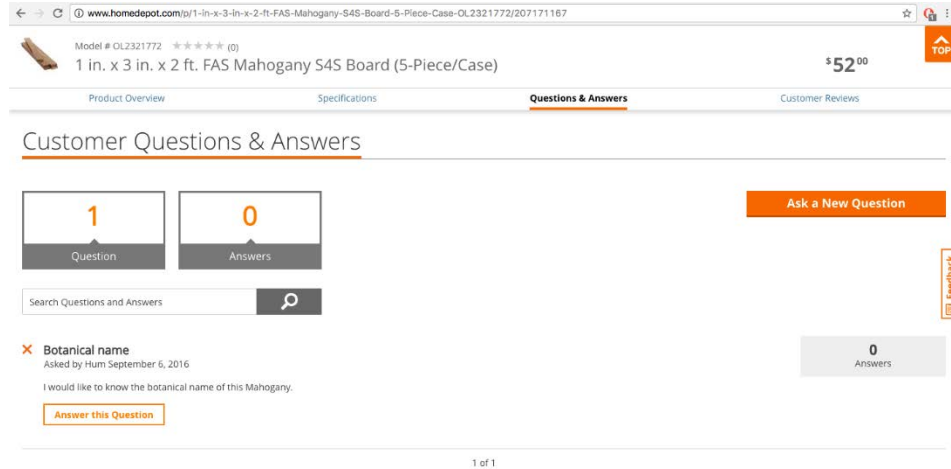 www.homedepot.com/p/1-in-x-3-in-x-2-ft-FAS-Mahogany-S4S-Board-5-Piece-Case-OL2321772/207171167
Model # OL2321772 (0)
TOP
1 in. x 3 in. x 2 ft. FAS Mahogany S4S Board (5-Piece/Case)
$52 00
Product Overview Specifications Questions & Answers Customer Reviews
Customer Questions & Answers
1 0
Ask a New Question
Question Answers
Feedback
Search Questions and Answers
Botanical name
0
Asked by Hum September 6, 2016
Answers
I would like to know the botanical name of this Mahogany.
Answer this Question
1 of 1